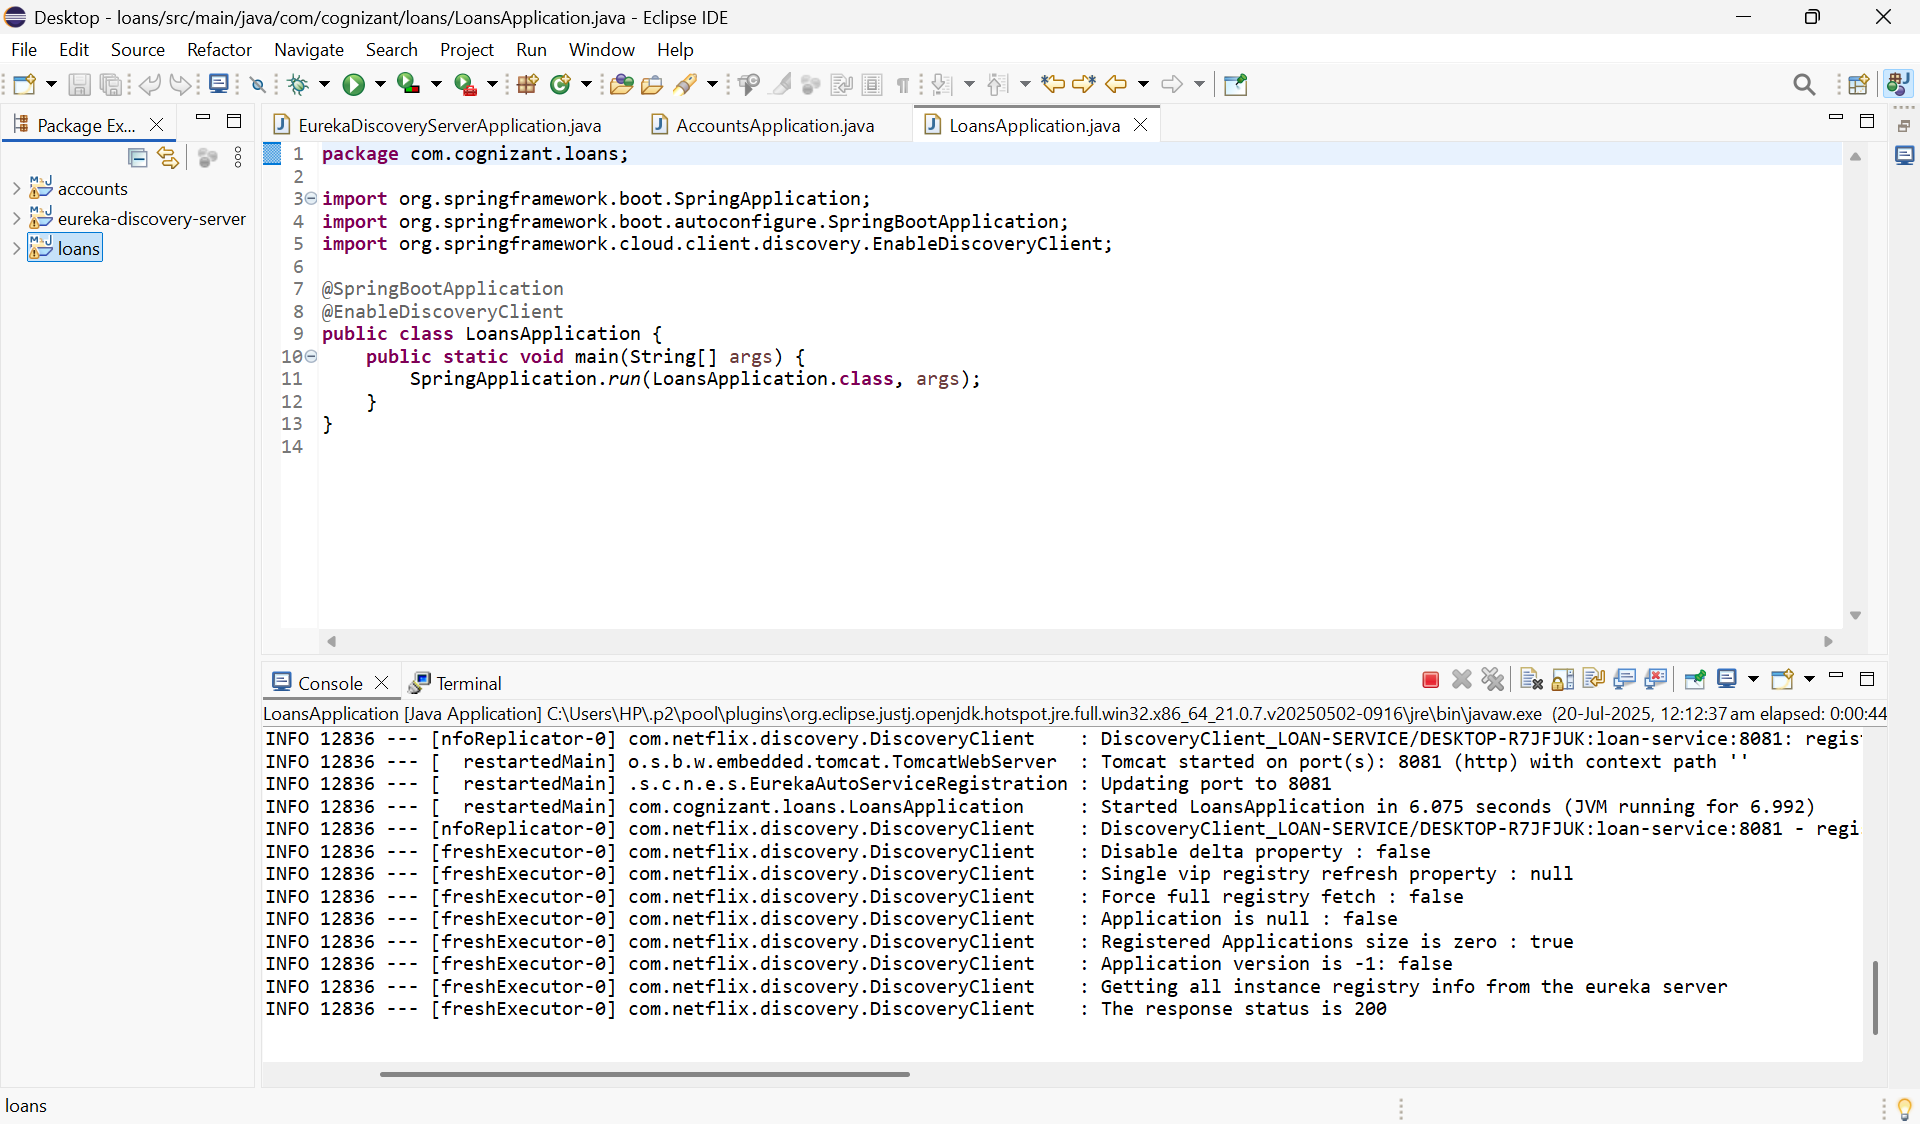 Desktop - loans/src/main/java/com/cognizant/loans/LoansApplication.java - Eclipse IDE
File Edit Source Refactor Navigate Search Project Run Window Help
Package Ex...
accounts
eureka-discovery-server
loans
EurekaDiscoveryServerApplication.java AccountsApplication.java LoansApplication.java
1 package com.cognizant.loans;
2
3 import org.springframework.boot.SpringApplication;
4 import org.springframework.boot.autoconfigure.SpringBootApplication;
5 import org.springframework.cloud.client.discovery.EnableDiscoveryClient;
6
7 @SpringBootApplication
8 @EnableDiscoveryClient
9 public class LoansApplication {
10 public static void main(String[] args) {
11 SpringApplication.run(LoansApplication.class, args);
12 }
13 }
14
Console Terminal
LoansApplication [Java Application] C:\Users\HP\.p2\pool\plugins\org.eclipse.justj.openjdk.hotspot.jre.full.win32.x86_64_21.0.7.v20250502-0916\jre\bin\javaw.exe (20-Jul-2025, 12:12:37 am elapsed: 0:00:44
INFO 12836 --- [nfoReplicator-0] com.netflix.discovery.DiscoveryClient : DiscoveryClient_LOAN-SERVICE/DESKTOP-R7JFJUK:loan-service:8081: regis
INFO 12836 --- [ restartedMain] o.s.b.w.embedded.tomcat.TomcatWebServer : Tomcat started on port(s): 8081 (http) with context path ''
INFO 12836 --- [ restartedMain] .s.c.n.e.s.EurekaAutoServiceRegistration : Updating port to 8081
INFO 12836 --- [ restartedMain] com.cognizant.loans.LoansApplication : Started LoansApplication in 6.075 seconds (JVM running for 6.992)
INFO 12836 --- [nfoReplicator-0] com.netflix.discovery.DiscoveryClient : DiscoveryClient_LOAN-SERVICE/DESKTOP-R7JFJUK:loan-service:8081 - regi
INFO 12836 --- [freshExecutor-0] com.netflix.discovery.DiscoveryClient : Disable delta property : false
INFO 12836 --- [freshExecutor-0] com.netflix.discovery.DiscoveryClient : Single vip registry refresh property : null
INFO 12836 --- [freshExecutor-0] com.netflix.discovery.DiscoveryClient : Force full registry fetch : false
INFO 12836 --- [freshExecutor-0] com.netflix.discovery.DiscoveryClient : Application is null : false
INFO 12836 --- [freshExecutor-0] com.netflix.discovery.DiscoveryClient : Registered Applications size is zero : true
INFO 12836 --- [freshExecutor-0] com.netflix.discovery.DiscoveryClient : Application version is -1: false
INFO 12836 --- [freshExecutor-0] com.netflix.discovery.DiscoveryClient : Getting all instance registry info from the eureka server
INFO 12836 --- [freshExecutor-0] com.netflix.discovery.DiscoveryClient : The response status is 200
loans